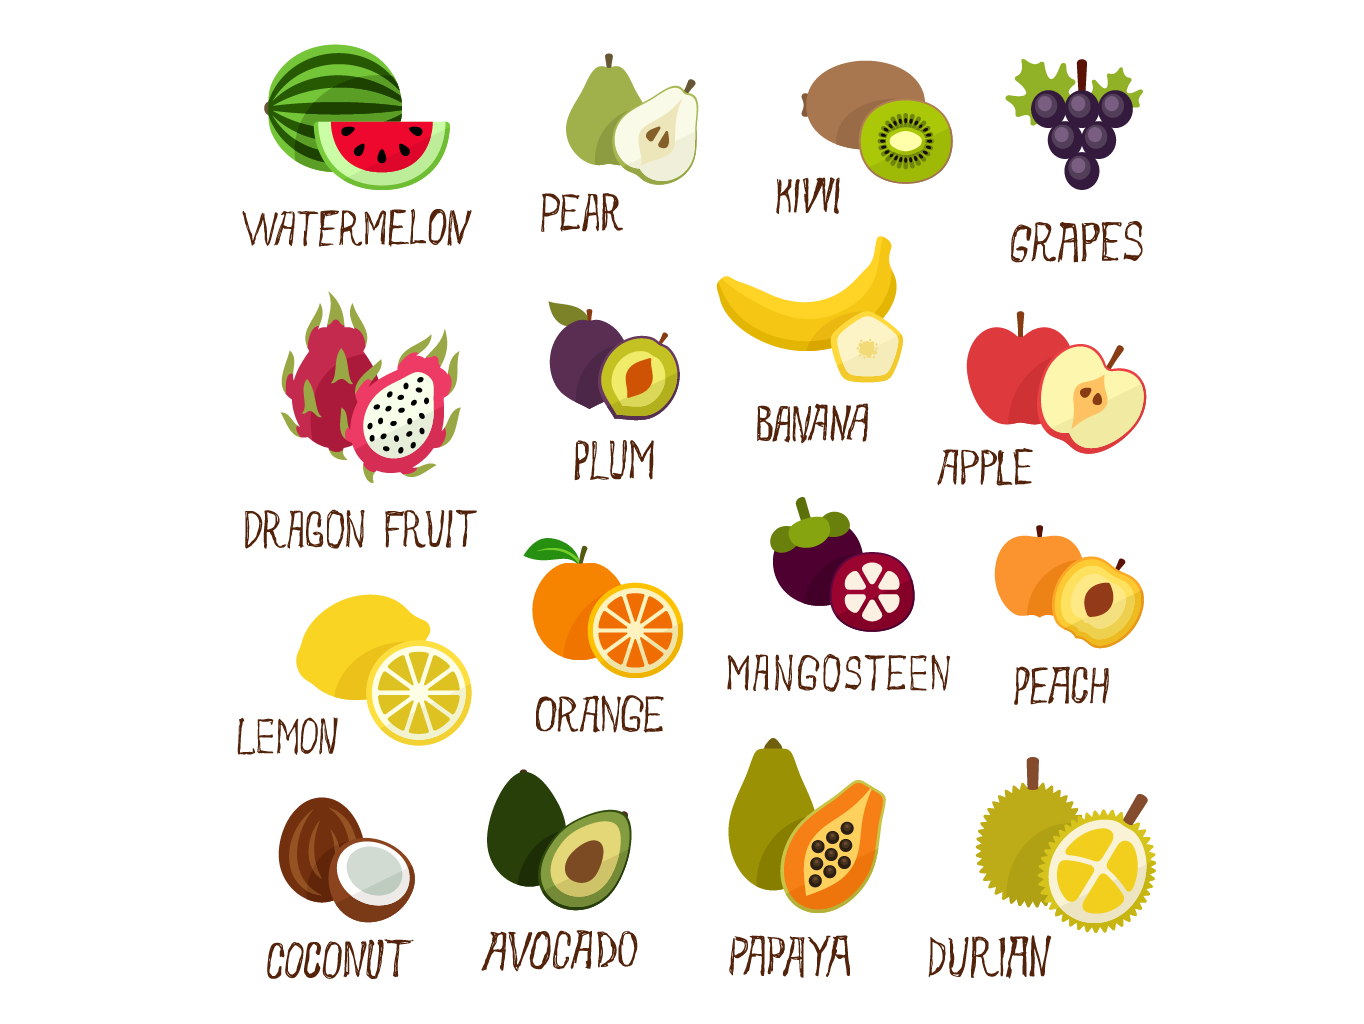 WATERMELON
PEAR
KIWI
GRAPES
DRAGON FRUIT
PLUM
BANANA
APPLE
LEMON
ORANGE
MANGOSTEEN
PEACH
COCONUT
AVOCADO
PAPAYA
DURIAN